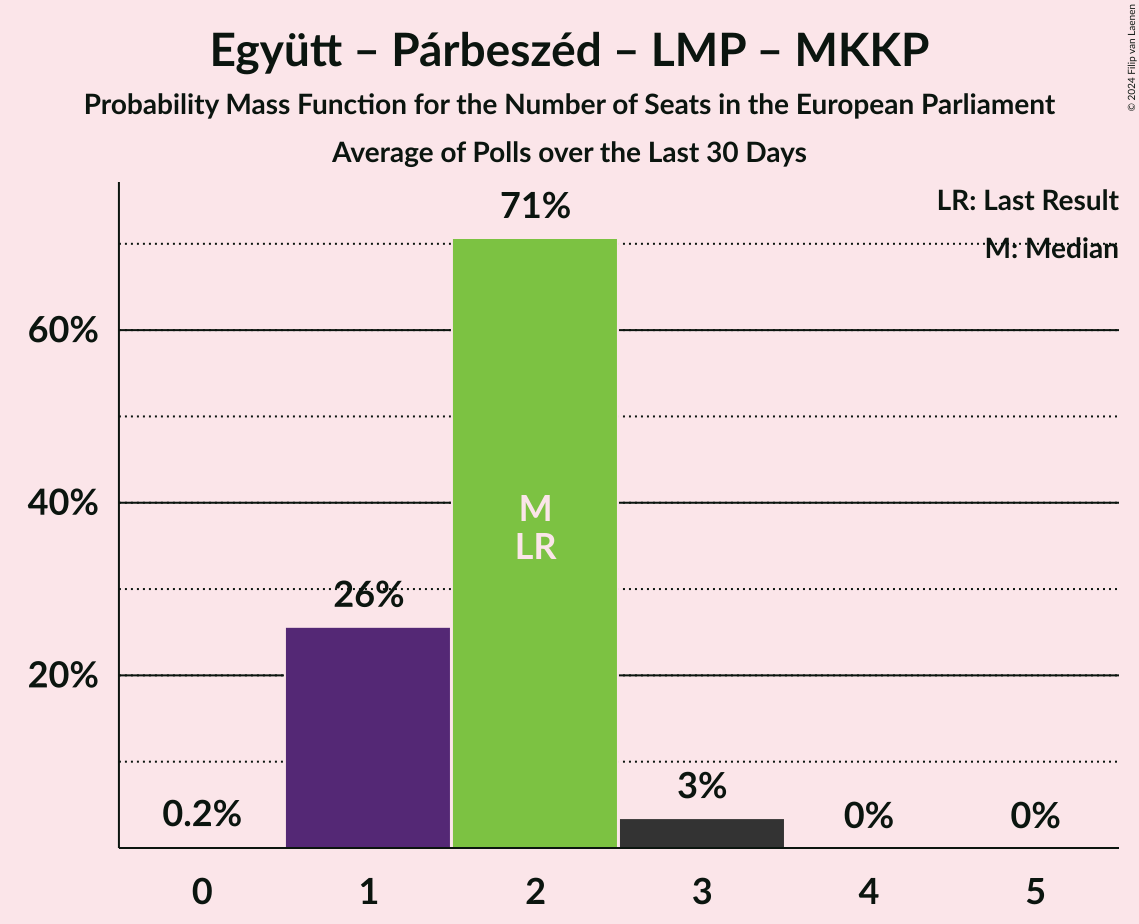 Együtt – Párbeszéd – LMP – MKKP
Probability Mass Function for the Number of Seats in the European Parliament
Average of Polls over the Last 30 Days
© 2024 Filip van Laenen
LR: Last Result
M: Median
71%
60%
40%
20%
M
LR
26%
0.2%
3%
0%
0%
0
1
2
3
4
5